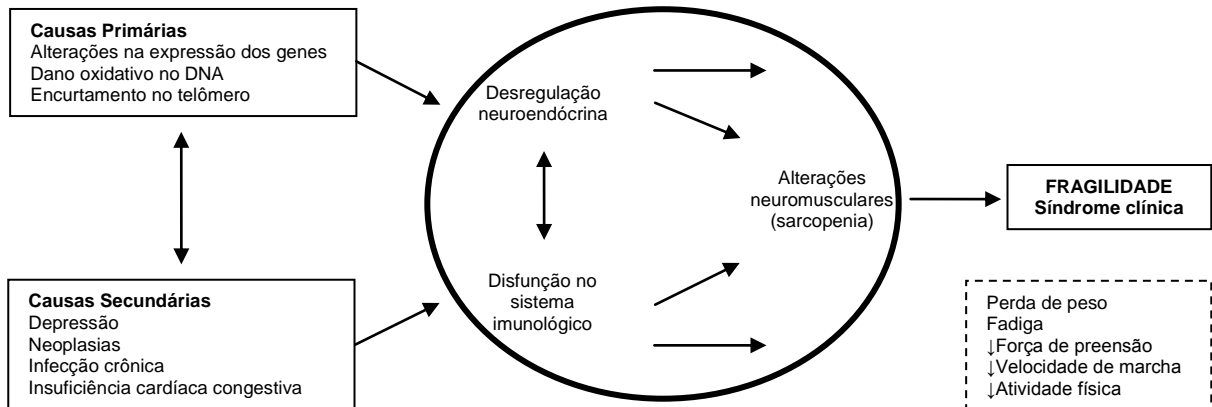 Causas Primárias
Alterações na expressão dos genes
Dano oxidativo no DNA
Encurtamento no telômero
Causas Secundárias
Depressão
Neoplasias
Infecção crônica
Insuficiência cardíaca congestiva
Desregulação
neuroendócrina
Disfunção no
sistema
imunológico
Alterações
neuromusculares
(sarcopenia)
FRAGILIDADE
Síndrome clínica
Perda de peso
Fadiga
↓Força de preensão
↓Velocidade de marcha
↓Atividade física